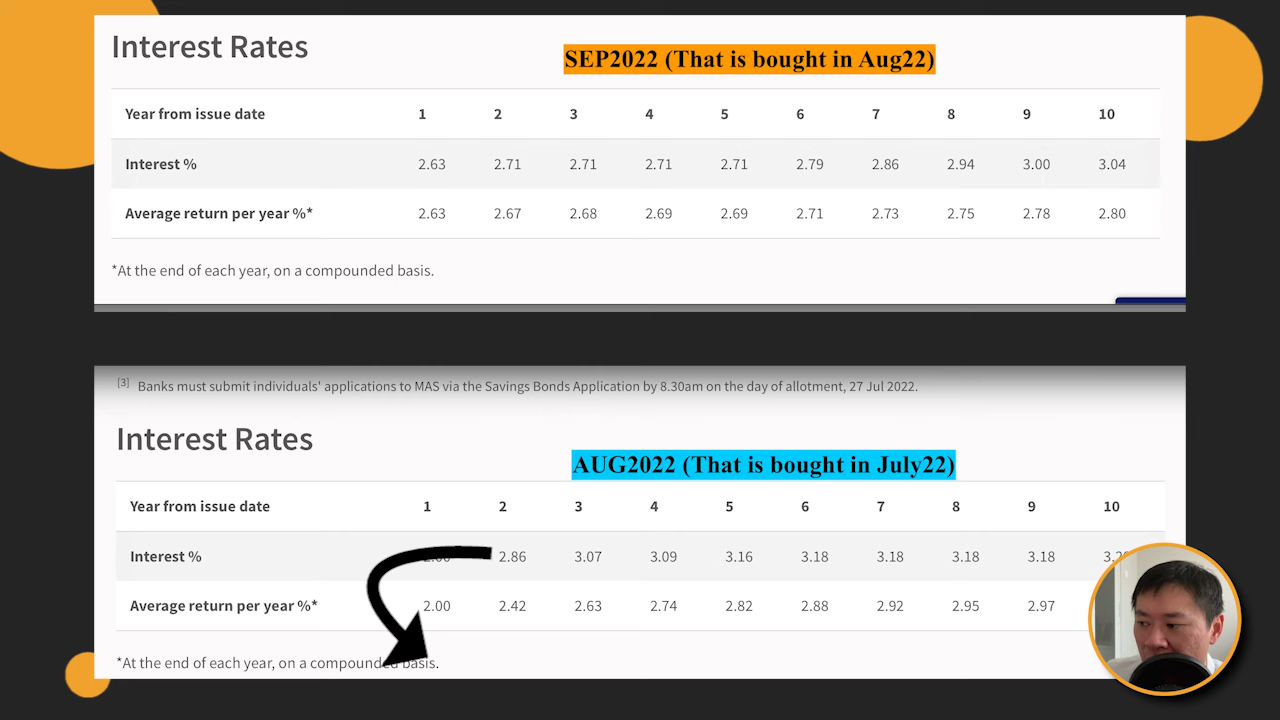 Interest Rates
SEP2022 (That is bought in Aug22)
Year from issue date 1 2 3 4 5 6 7 8 9 10
Interest % 2.63 2.71 2.71 2.71 2.71 2.79 2.86 2.94 3.00 3.04
Average return per year %* 2.63 2.67 2.68 2.69 2.69 2.71 2.73 2.75 2.78 2.80
*At the end of each year, on a compounded basis.
[3] Banks must submit individuals' applications to MAS via the Savings Bonds Application by 8.30am on the day of allotment, 27 Jul 2022.
Interest Rates
AUG2022 (That is bought in July22)
Year from issue date 1 2 3 4 5 6 7 8 9 10
Interest % 2.86 3.07 3.09 3.16 3.18 3.18 3.18 3.18
Average return per year %* 2.00 2.42 2.63 2.74 2.82 2.88 2.92 2.95 2.97
*At the end of each year, on a compounded basis.